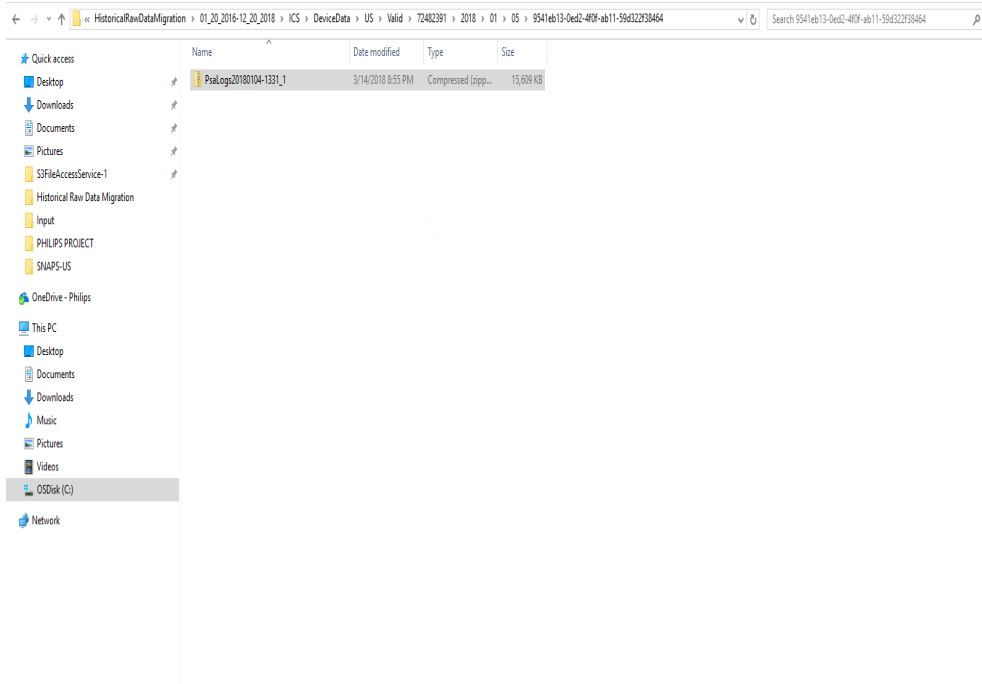 « HistoricalRawDataMigration > 01_20_2016-12_20_2018 > ICS > DeviceData > US > Valid > 72482391 > 2018 > 01 > 05 > 9541eb13-0ed2-4f0f-ab11-59d322f38464
Search 9541eb13-0ed2-4f0f-ab11-59d322f38464
Quick access
Desktop
Downloads
Documents
Pictures
S3FileAccessService-1
Historical Raw Data Migration
Input
PHILIPS PROJECT
SNAPS-US
OneDrive - Philips
This PC
Desktop
Documents
Downloads
Music
Pictures
Videos
OSDisk (C:)
Network
Name Date modified Type Size
PsaLogs20180104-1331_1 3/14/2018 8:55 PM Compressed (zipp... 15,609 KB